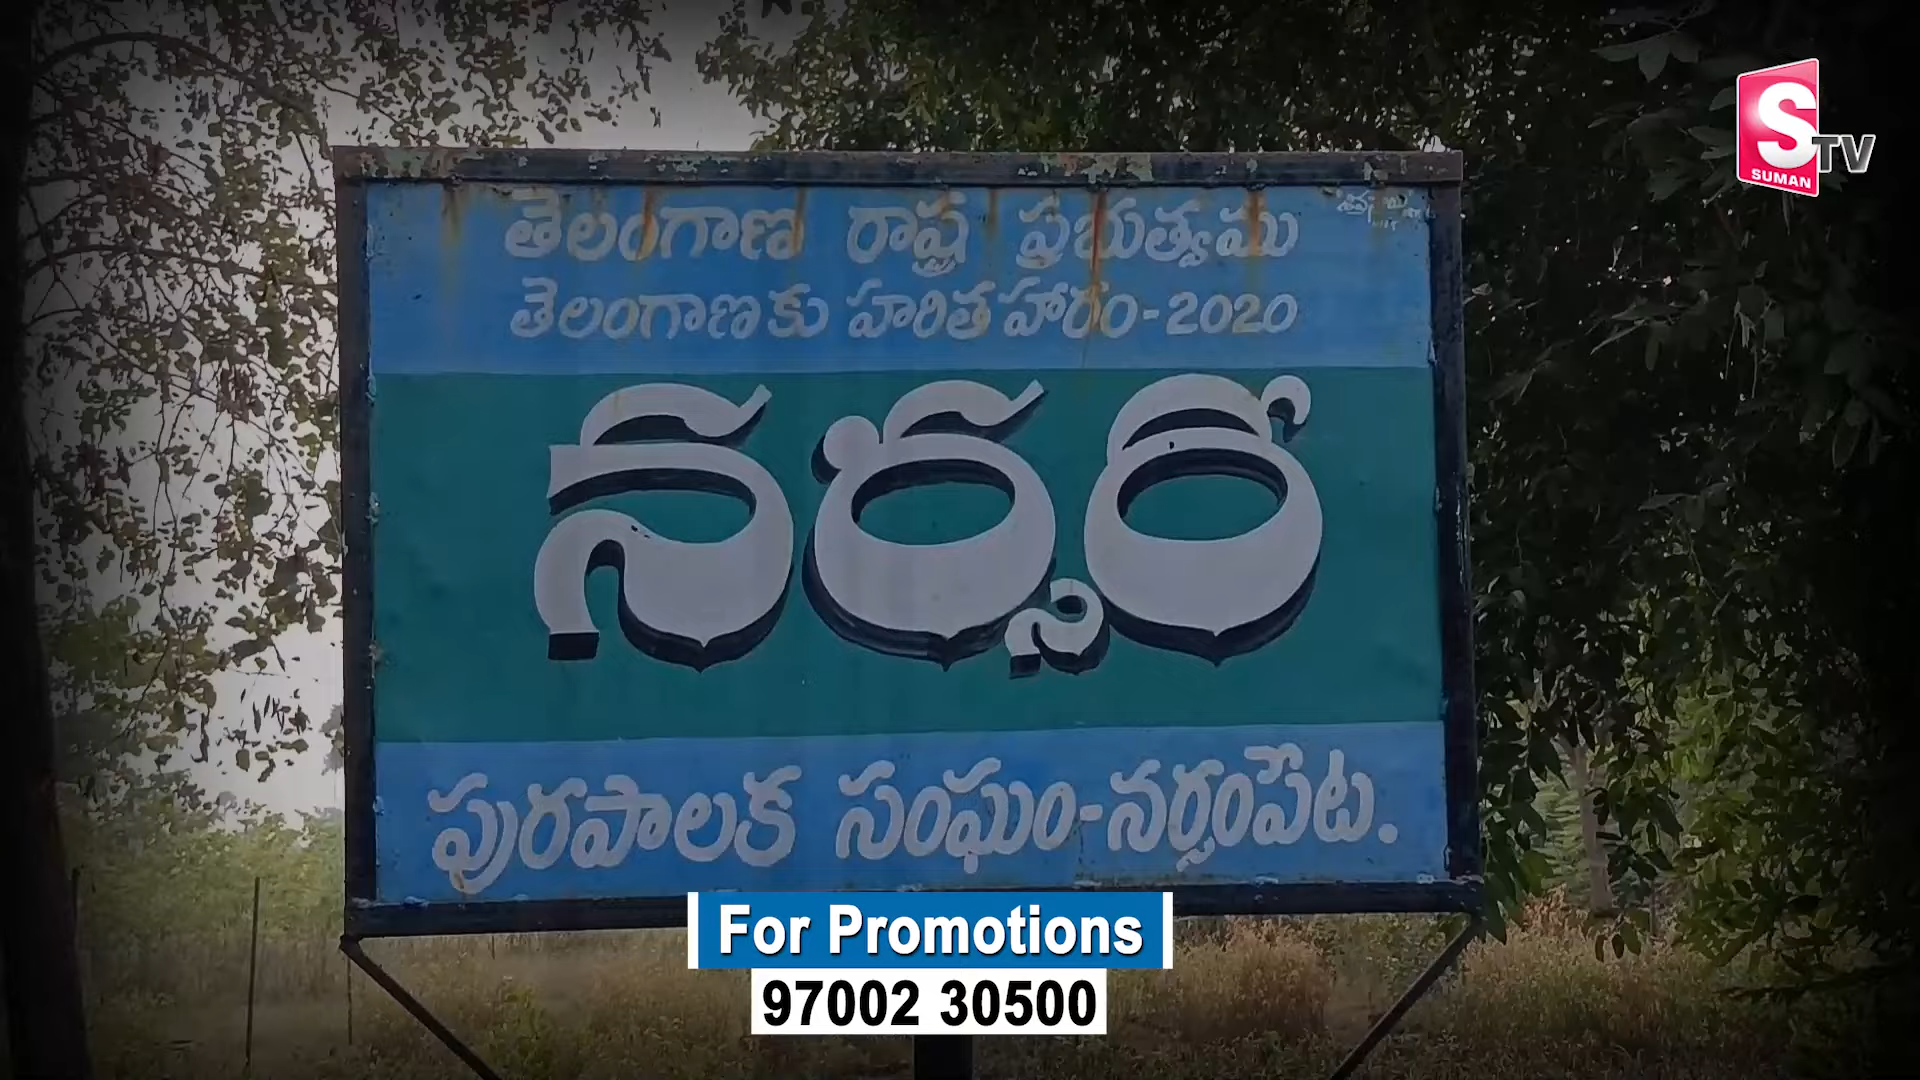 తెలంగాణ రాష్ట్ర ప్రభుత్వము
తెలంగాణకు హరితహారం-2020
నర్సరీ
పురపాలక సంఘం-నర్సంపేట.
S TV
SUMAN
For Promotions
97002 30500